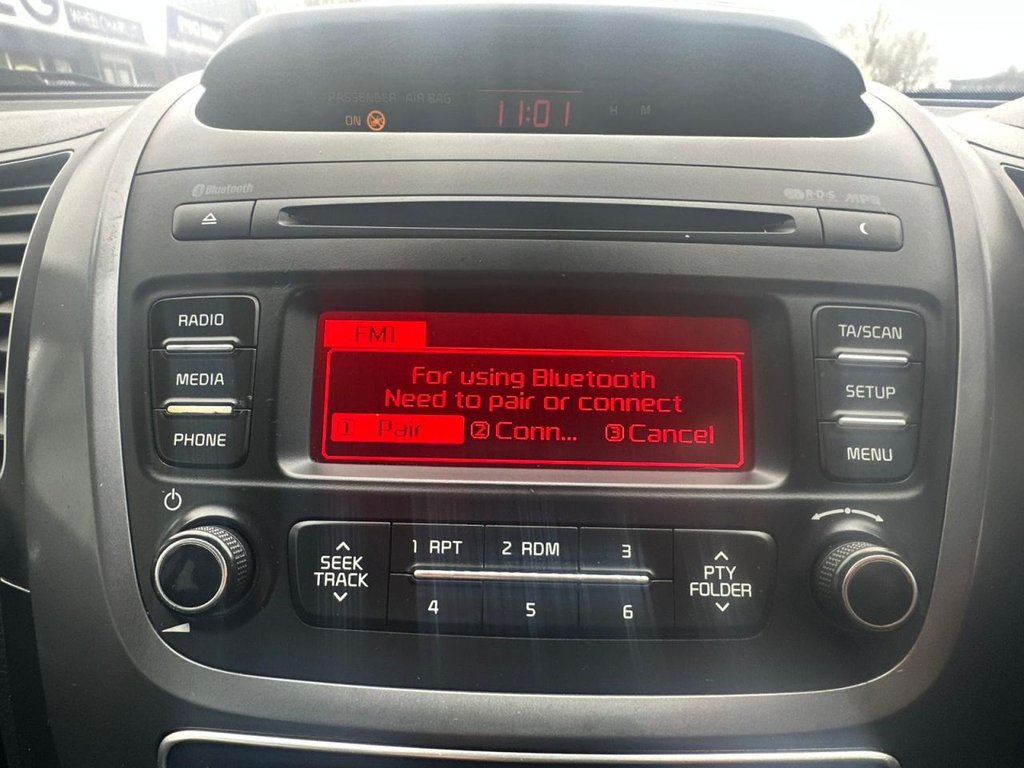 WHEELCHAIR
PASSENGER AIR BAG
ON
11:01
H M
Bluetooth
R·D·S MP3
RADIO
MEDIA
PHONE
FM1
For using Bluetooth
Need to pair or connect
1 Pair 2 Conn... 3 Cancel
TA/SCAN
SETUP
MENU
SEEK
TRACK
1 RPT 2 RDM 3
4 5 6
PTY
FOLDER